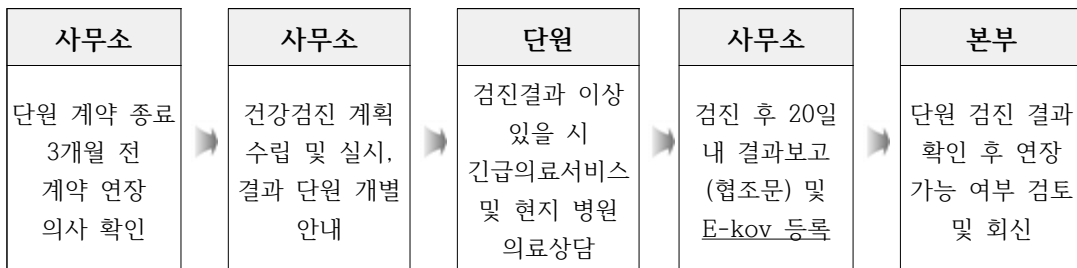 사무소
단원 계약 종료
3개월 전
계약 연장
의사 확인
사무소
건강검진 계획
수립 및 실시,
결과 단원 개별
안내
단원
검진결과 이상
있을 시
긴급의료서비스
및 현지 병원
의료상담
사무소
검진 후 20일
내 결과보고
(협조문) 및
E-kov 등록
본부
단원 검진 결과
확인 후 연장
가능 여부 검토
및 회신